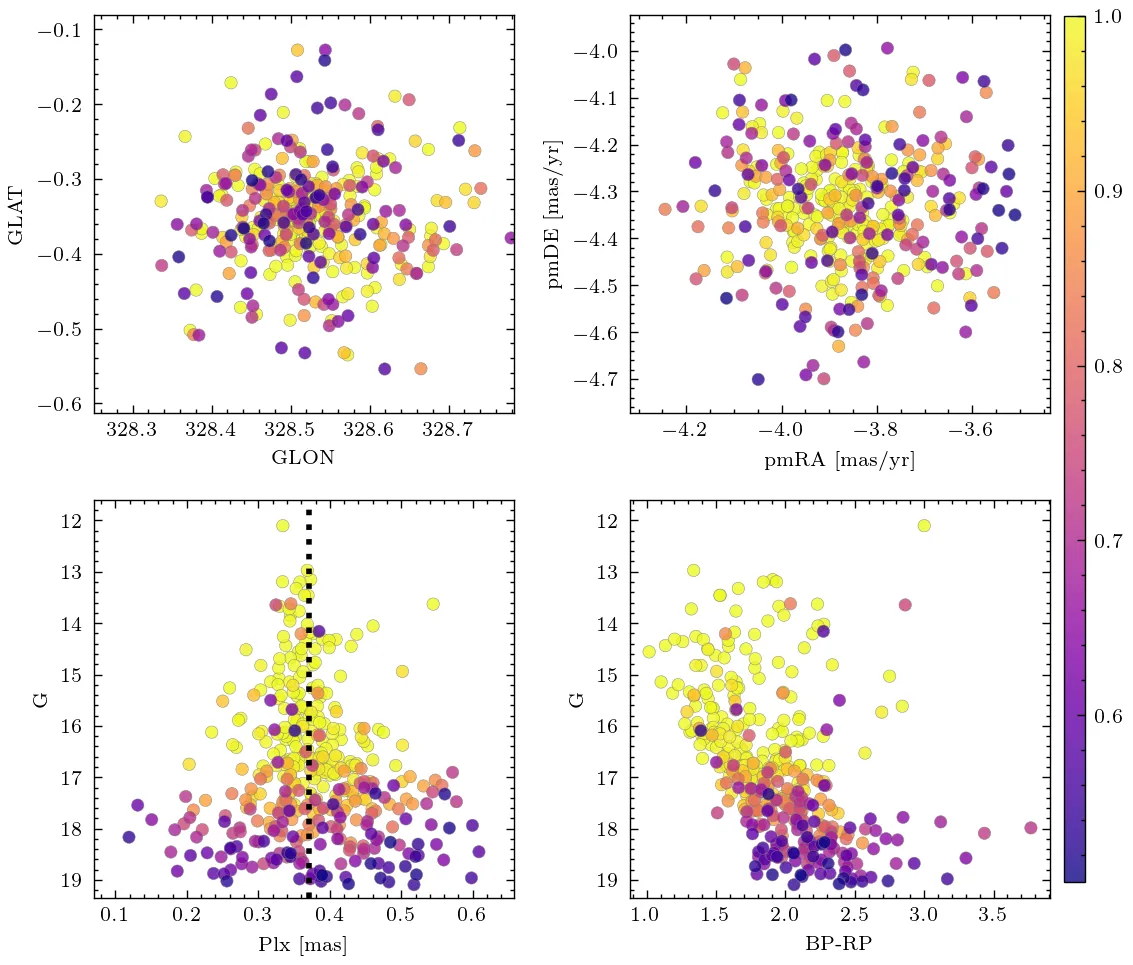 −0.1
−0.2
−0.3
−0.4
−0.5
−0.6
GLAT
328.3 328.4 328.5 328.6 328.7
GLON
−4.0
−4.1
−4.2
−4.3
−4.4
−4.5
−4.6
−4.7
pmDE [mas/yr]
−4.2 −4.0 −3.8 −3.6
pmRA [mas/yr]
1.0
0.9
0.8
0.7
0.6
12
13
14
15
16
17
18
19
G
0.1 0.2 0.3 0.4 0.5 0.6
Plx [mas]
12
13
14
15
16
17
18
19
G
1.0 1.5 2.0 2.5 3.0 3.5
BP-RP